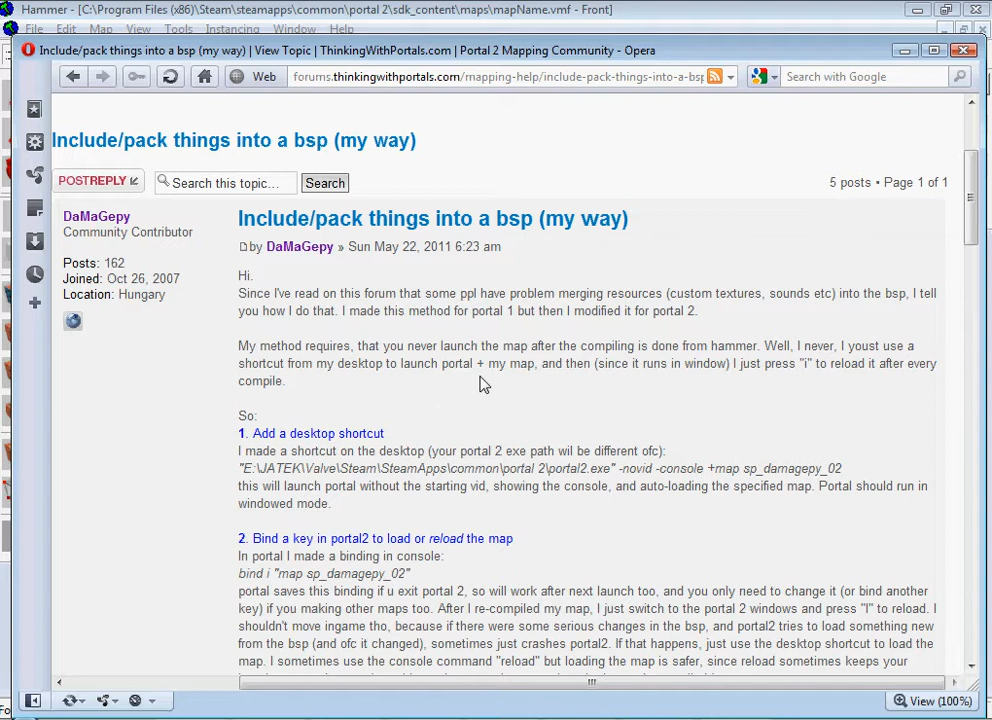 Hammer - [C:\Program Files (x86)\Steam\steamapps\common\portal 2\sdk_content\maps\mapName.vmf - Front]
File Edit Map View Tools Instancing Window Help
Include/pack things into a bsp (my way) | View Topic | ThinkingWithPortals.com | Portal 2 Mapping Community - Opera
Web forums.thinkingwithportals.com/mapping-help/include-pack-things-into-a-bsp Search with Google
Include/pack things into a bsp (my way)
POSTREPLY Search this topic... Search 5 posts • Page 1 of 1
DaMaGepy
Community Contributor
Posts: 162
Joined: Oct 26, 2007
Location: Hungary
Include/pack things into a bsp (my way)
by DaMaGepy » Sun May 22, 2011 6:23 am
Hi.
Since I've read on this forum that some ppl have problem merging resources (custom textures, sounds etc) into the bsp, I tell
you how I do that. I made this method for portal 1 but then I modified it for portal 2.
My method requires, that you never launch the map after the compiling is done from hammer. Well, I never, I youst use a
shortcut from my desktop to launch portal + my map, and then (since it runs in window) I just press "i" to reload it after every
compile.
So:
1. Add a desktop shortcut
I made a shortcut on the desktop (your portal 2 exe path wil be different ofc):
"E:\JATEK\Valve\Steam\SteamApps\common\portal 2\portal2.exe" -novid -console +map sp_damagepy_02
this will launch portal without the starting vid, showing the console, and auto-loading the specified map. Portal should run in
windowed mode.
2. Bind a key in portal2 to load or reload the map
In portal I made a binding in console:
bind i "map sp_damagepy_02"
portal saves this binding if u exit portal 2, so will work after next launch too, and you only need to change it (or bind another
key) if you making other maps too. After I re-compiled my map, I just switch to the portal 2 windows and press "I" to reload. I
shouldn't move ingame tho, because if there was some serious changes in the bsp, and portal2 tries to load something new
from the bsp (and ofc it changed), sometimes just crashes portal2. If that happens, just use the desktop shortcut to load the
map. I sometimes use the console command "reload" but loading the map is safer, since reload sometimes keeps your
View (100%)